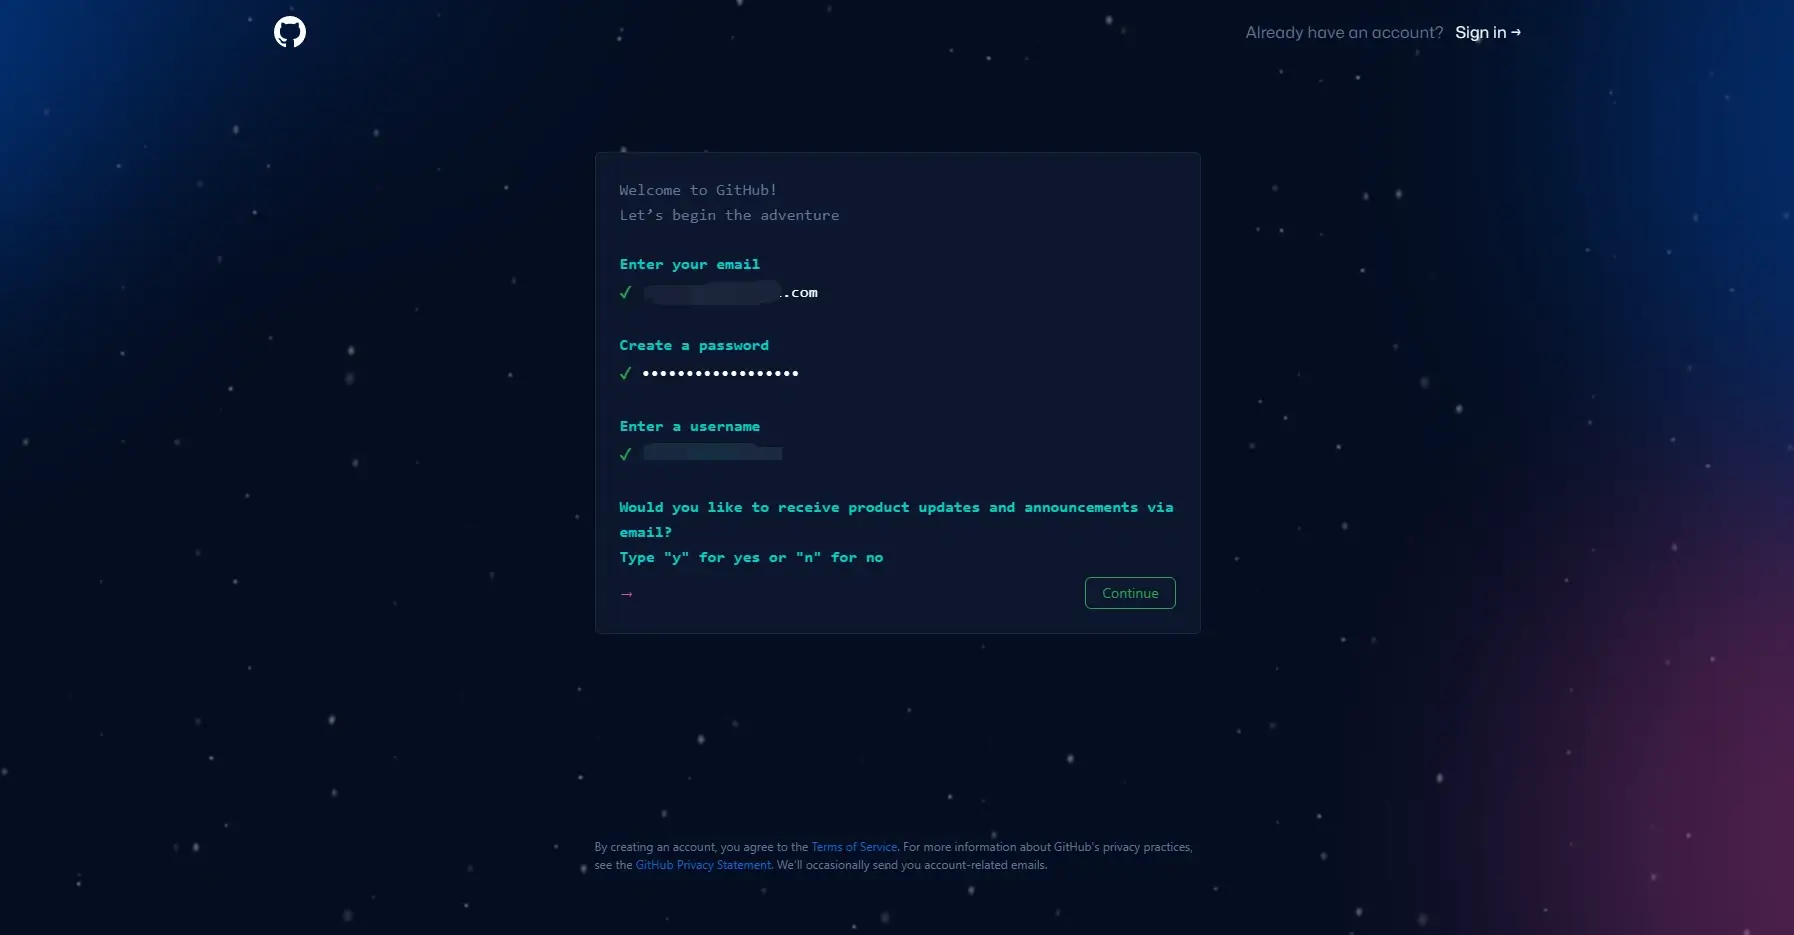 Already have an account? Sign in →
Welcome to GitHub!
Let’s begin the adventure
Enter your email
✓ .com
Create a password
✓ ••••••••••••••••••
Enter a username
✓
Would you like to receive product updates and announcements via
email?
Type "y" for yes or "n" for no
→ Continue
By creating an account, you agree to the Terms of Service. For more information about GitHub's privacy practices,
see the GitHub Privacy Statement. We'll occasionally send you account-related emails.